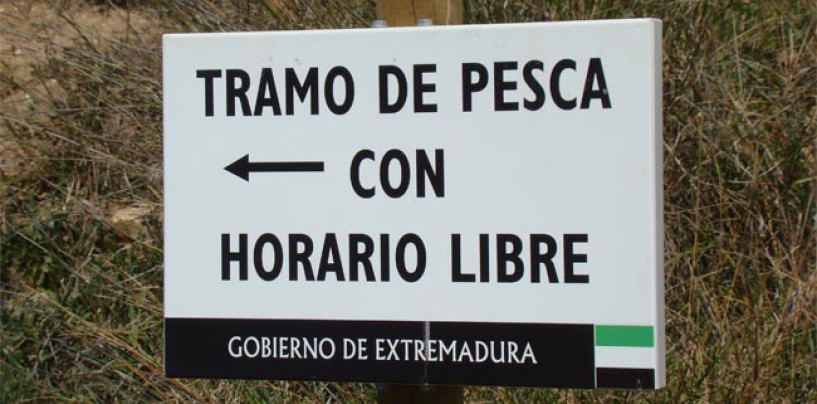 TRAMO DE PESCA
← CON
HORARIO LIBRE
GOBIERNO DE EXTREMADURA